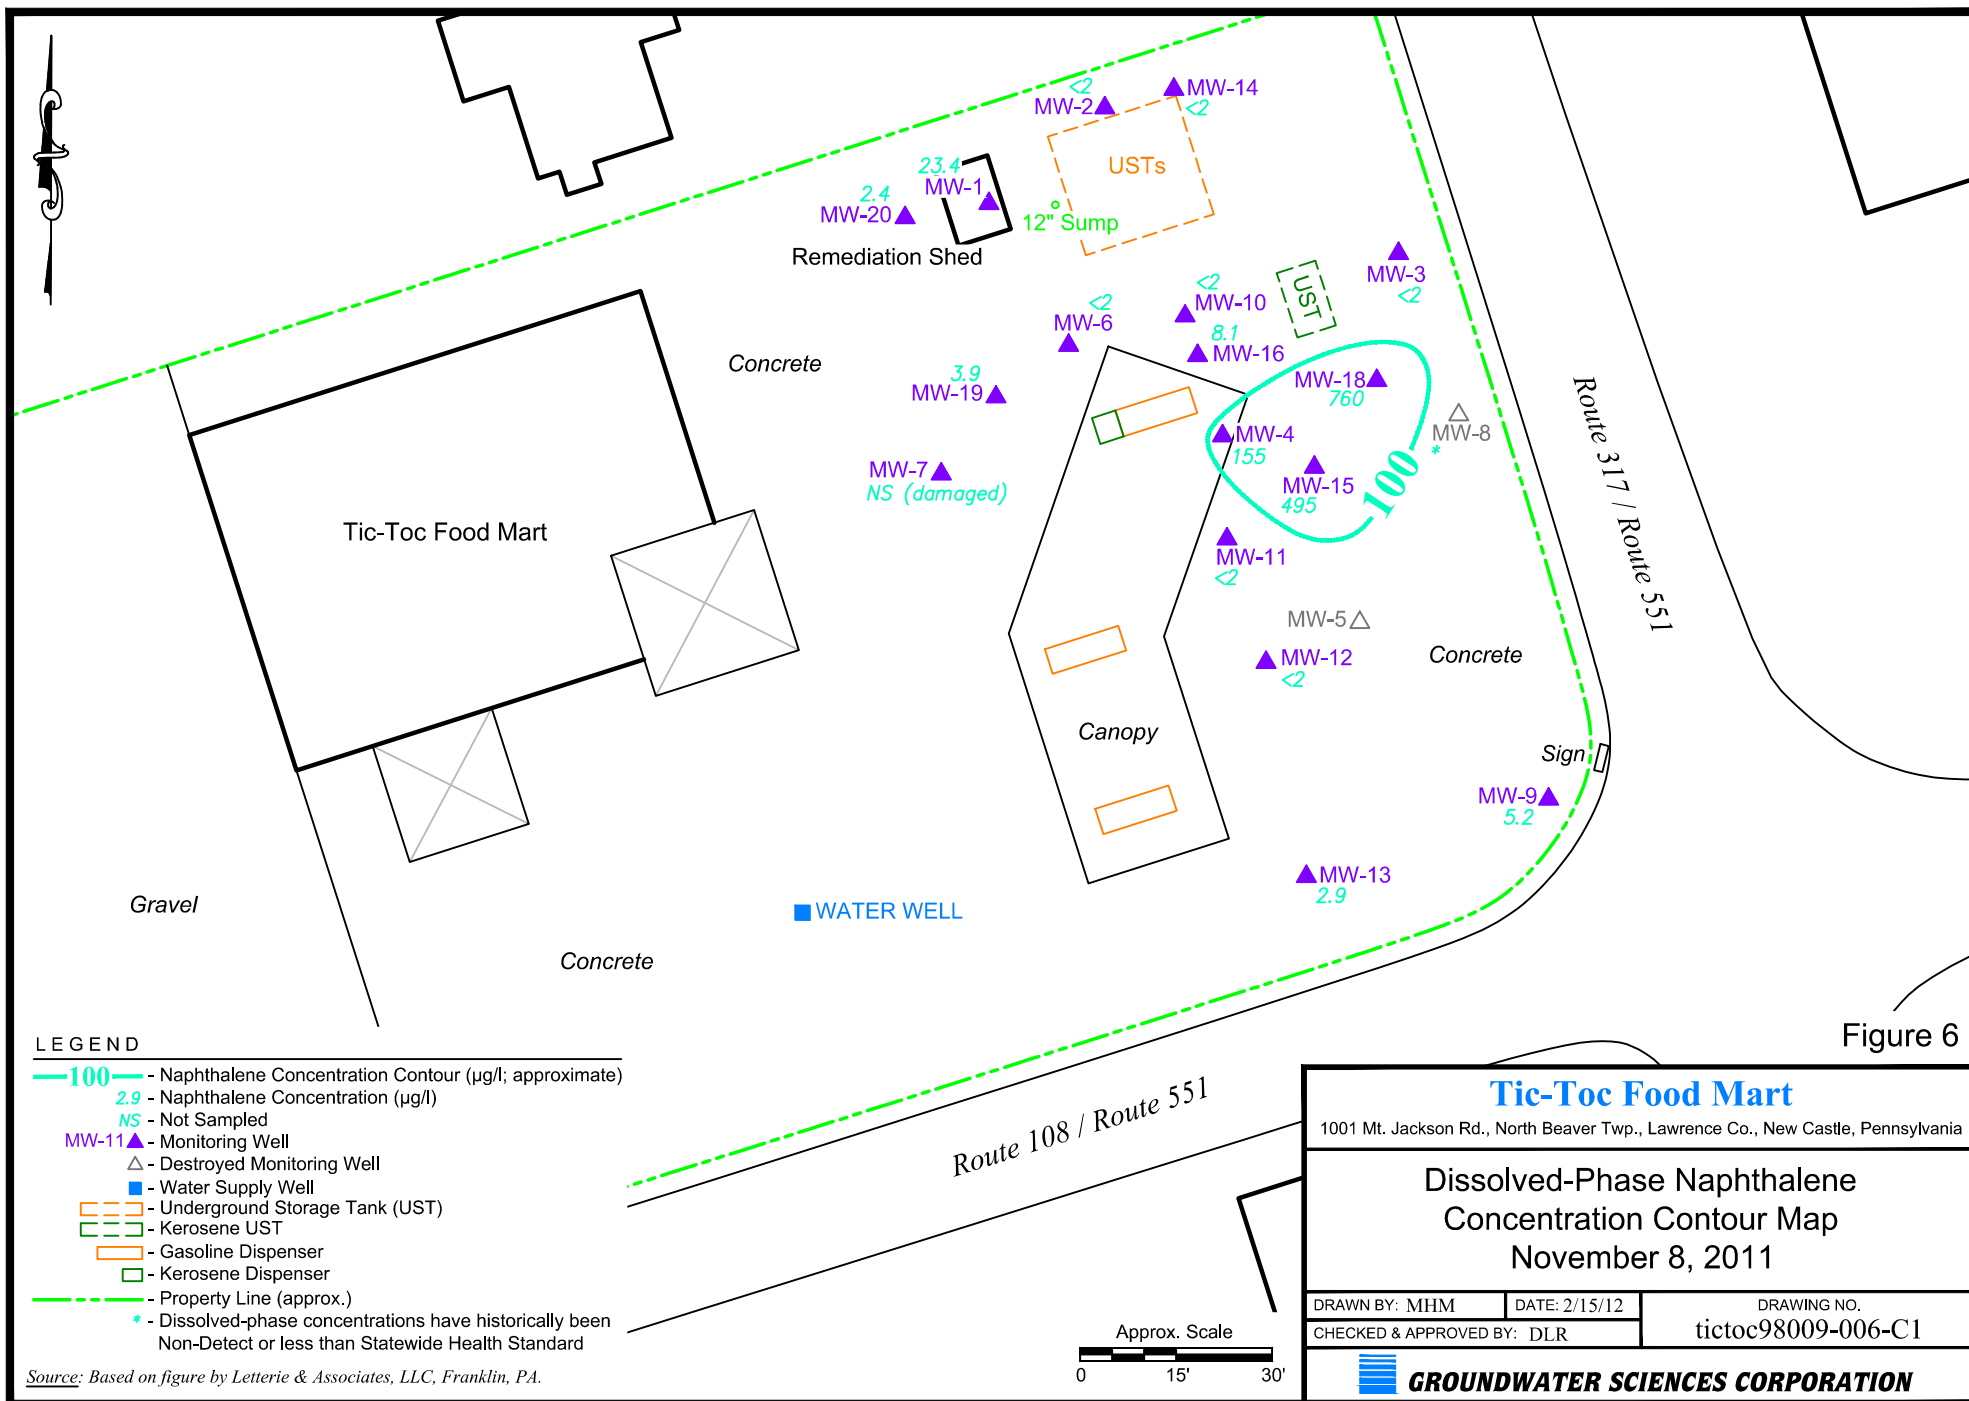 <2
MW-2
MW-14
<2
USTs
23.4
MW-1
2.4
MW-20
12" Sump
Remediation Shed
MW-3
<2
UST
<2
MW-10
<2
MW-6
8.1
MW-16
Concrete
3.9
MW-19
MW-18
760
MW-4
155
MW-8
*
MW-7
NS (damaged)
MW-15
495
100
Route 317 / Route 551
Tic-Toc Food Mart
MW-11
<2
MW-5
MW-12
<2
Concrete
Canopy
Sign
MW-9
5.2
MW-13
2.9
Gravel
WATER WELL
Concrete
Route 108 / Route 551
Figure 6
LEGEND
100 - Naphthalene Concentration Contour (µg/l; approximate)
2.9 - Naphthalene Concentration (µg/l)
NS - Not Sampled
MW-11 - Monitoring Well
- Destroyed Monitoring Well
- Water Supply Well
- Underground Storage Tank (UST)
- Kerosene UST
- Gasoline Dispenser
- Kerosene Dispenser
- Property Line (approx.)
* - Dissolved-phase concentrations have historically been
Non-Detect or less than Statewide Health Standard
Source: Based on figure by Letterie & Associates, LLC, Franklin, PA.
Approx. Scale
0 15' 30'
Tic-Toc Food Mart
1001 Mt. Jackson Rd., North Beaver Twp., Lawrence Co., New Castle, Pennsylvania
Dissolved-Phase Naphthalene
Concentration Contour Map
November 8, 2011
DRAWN BY: MHM
DATE: 2/15/12
CHECKED & APPROVED BY: DLR
DRAWING NO.
tictoc98009-006-C1
GROUNDWATER SCIENCES CORPORATION